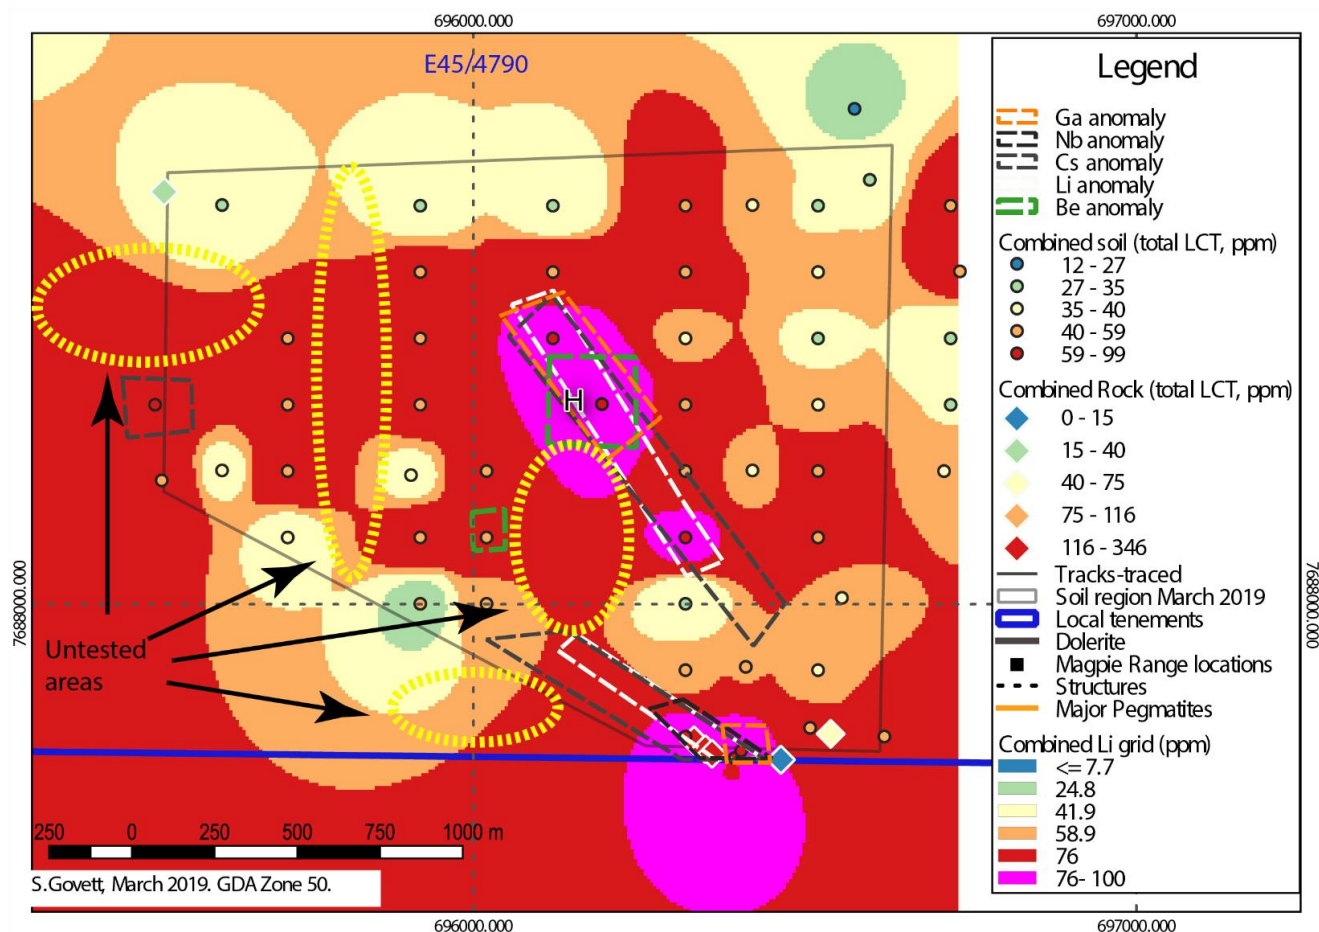 696000.000
697000.000
E45/4790
Legend
Ga anomaly
Nb anomaly
Cs anomaly
Li anomaly
Be anomaly
Combined soil (total LCT, ppm)
12 - 27
27 - 35
35 - 40
40 - 59
59 - 99
Combined Rock (total LCT, ppm)
0 - 15
15 - 40
40 - 75
75 - 116
116 - 346
Tracks-traced
Soil region March 2019
Local tenements
Dolerite
Magpie Range locations
Structures
Major Pegmatites
Combined Li grid (ppm)
<= 7.7
24.8
41.9
58.9
76
76- 100
H
7688000.000
7688000.000
Untested
areas
250 0 250 500 750 1000 m
S.Govett, March 2019. GDA Zone 50.
696000.000
697000.000